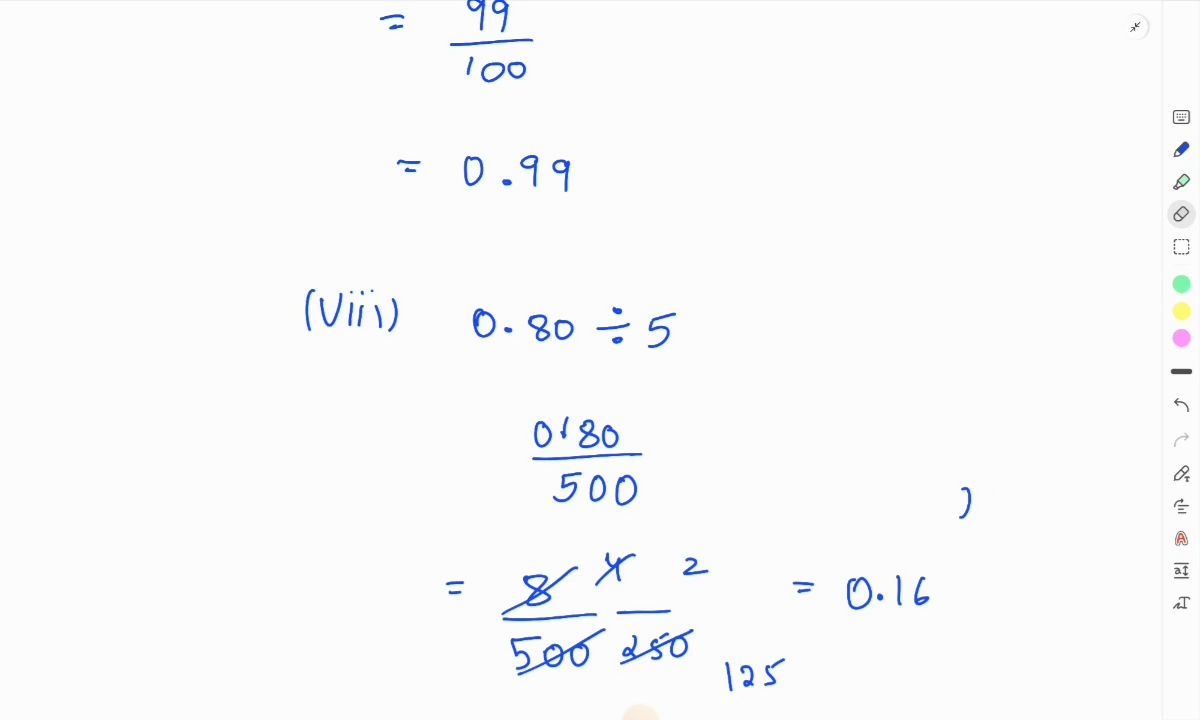 = 99/100
= 0.99
(Viii) 0.80 ÷ 5
0.80/500
= 8/500 4/250 2/125 = 0.16
)